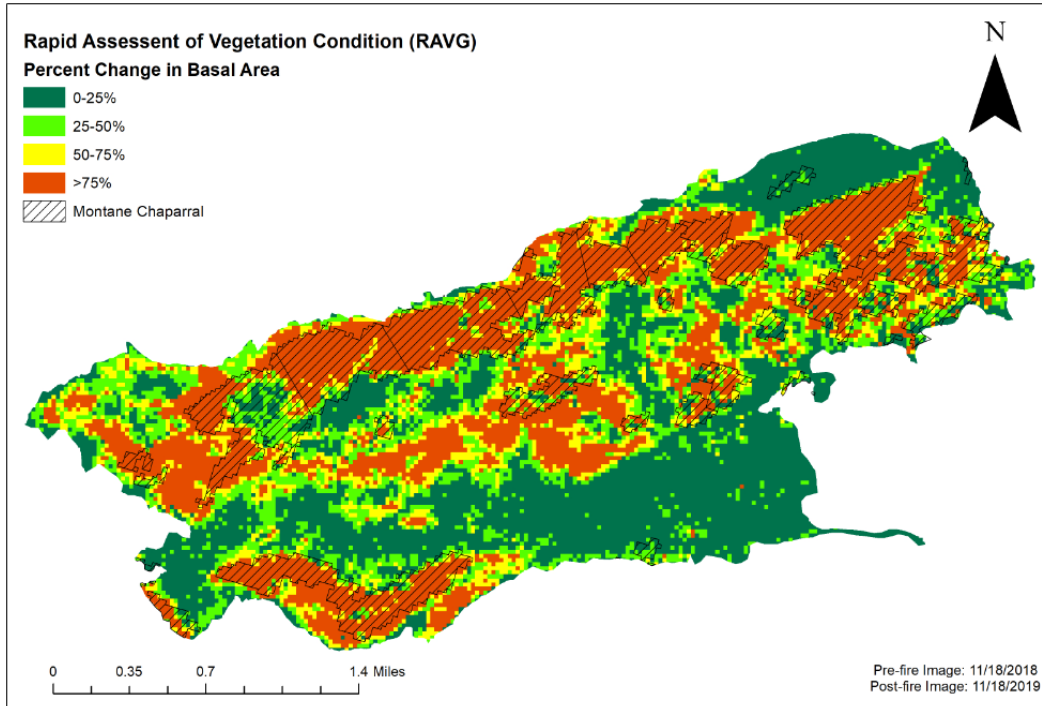 Rapid Assessent of Vegetation Condition (RAVG)
Percent Change in Basal Area
0-25%
25-50%
50-75%
>75%
Montane Chaparral
N
0 0.35 0.7 1.4 Miles
Pre-fire Image: 11/18/2018
Post-fire Image: 11/18/2019